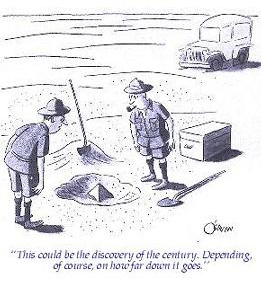 "This could be the discovery of the century. Depending,
of course, on how far down it goes."